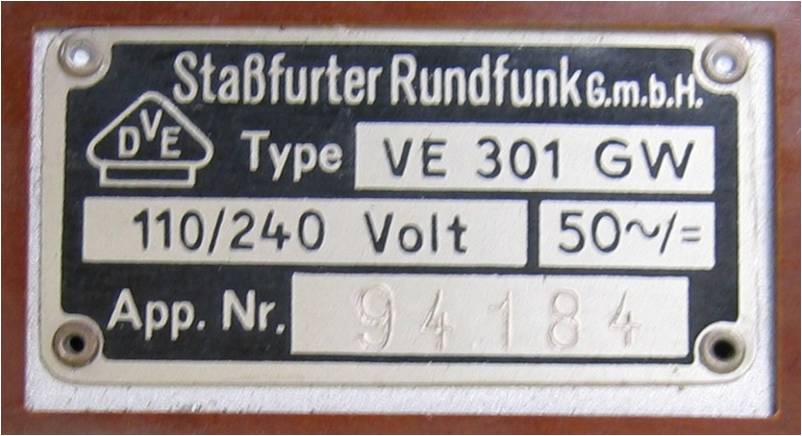 Staßfurter Rundfunk G.m.b.H.
DVE
Type VE 301 GW
110/240 Volt 50~/=
App. Nr. 94184